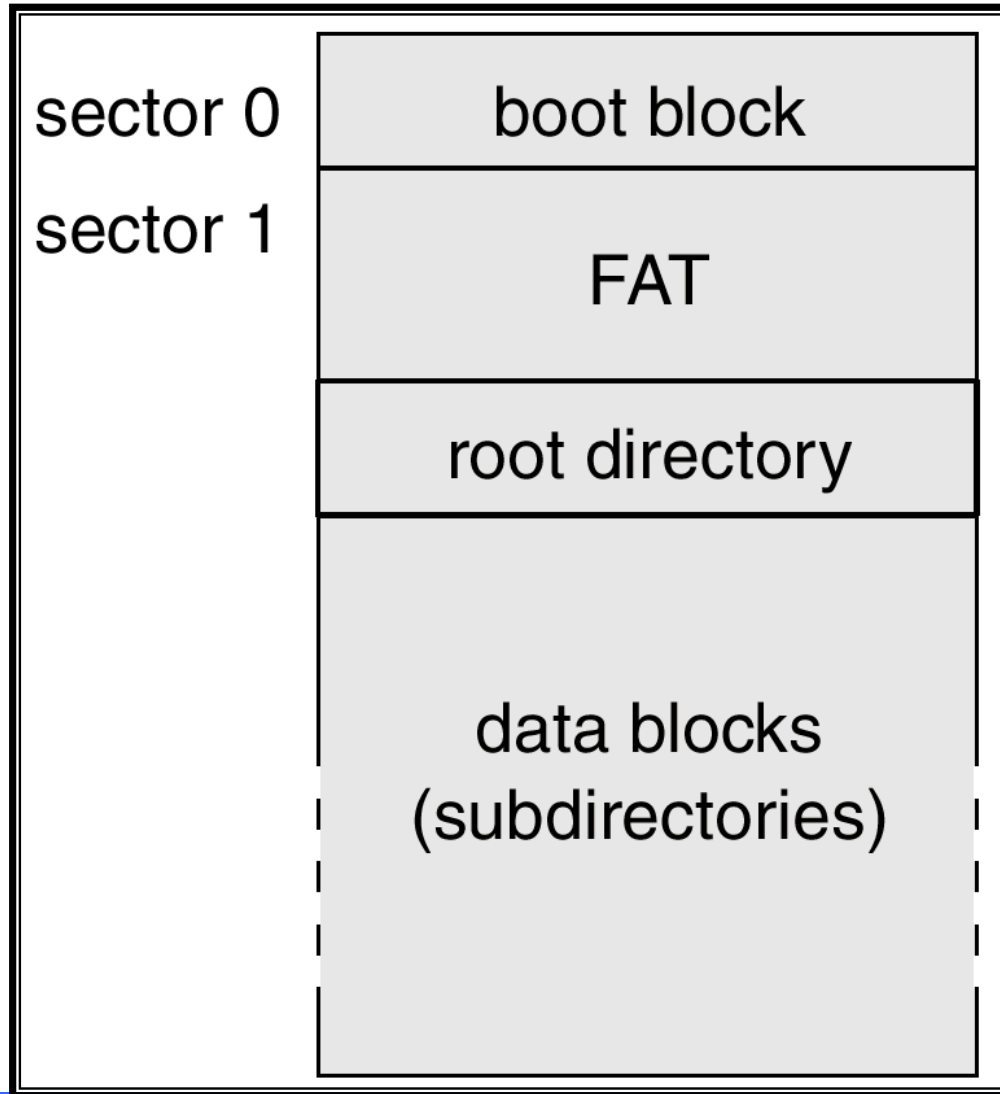 sector 0
boot block
sector 1
FAT
root directory
data blocks
(subdirectories)